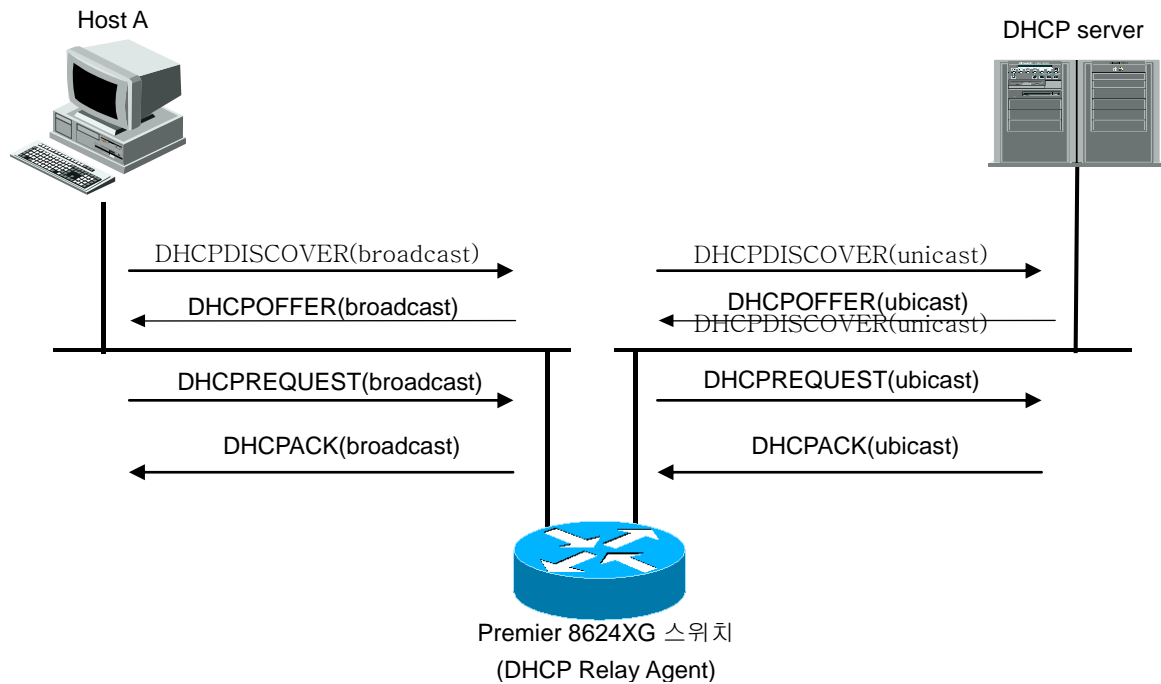 Host A
DHCP server
DHCPDISCOVER(broadcast)
DHCPDISCOVER(unicast)
DHCPOFFER(broadcast)
DHCPOFFER(ubicast)
DHCPDISCOVER(unicast)
DHCPREQUEST(broadcast)
DHCPREQUEST(ubicast)
DHCPACK(broadcast)
DHCPACK(ubicast)
Premier 8624XG 스위치
(DHCP Relay Agent)